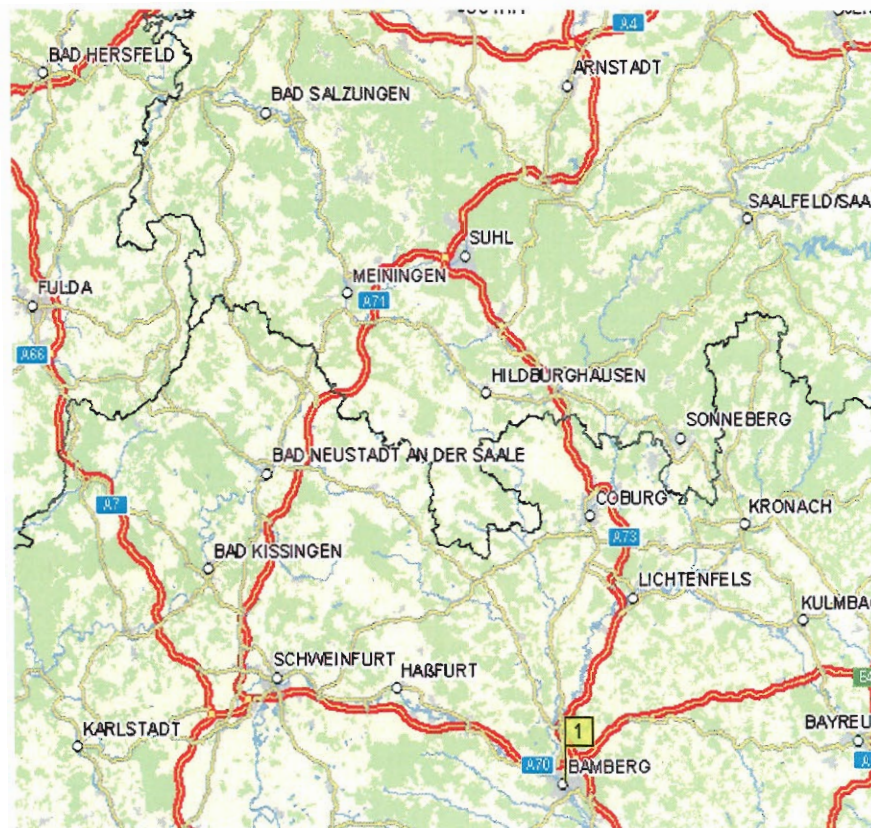 A4
BAD HERSFELD
ARNSTADT
BAD SALZUNGEN
SAALFELD/SAA
SUHL
MEININGEN
FULDA
A71
A66
HILDBURGHAUSEN
SONNEBERG
BAD NEUSTADT AN DER SAALE
A7
COBURG
KRONACH
A73
BAD KISSINGEN
LICHTENFELS
KULMBA
SCHWEINFURT
HAßFURT
E4
KARLSTADT
1
BAYREU
A70
BAMBERG